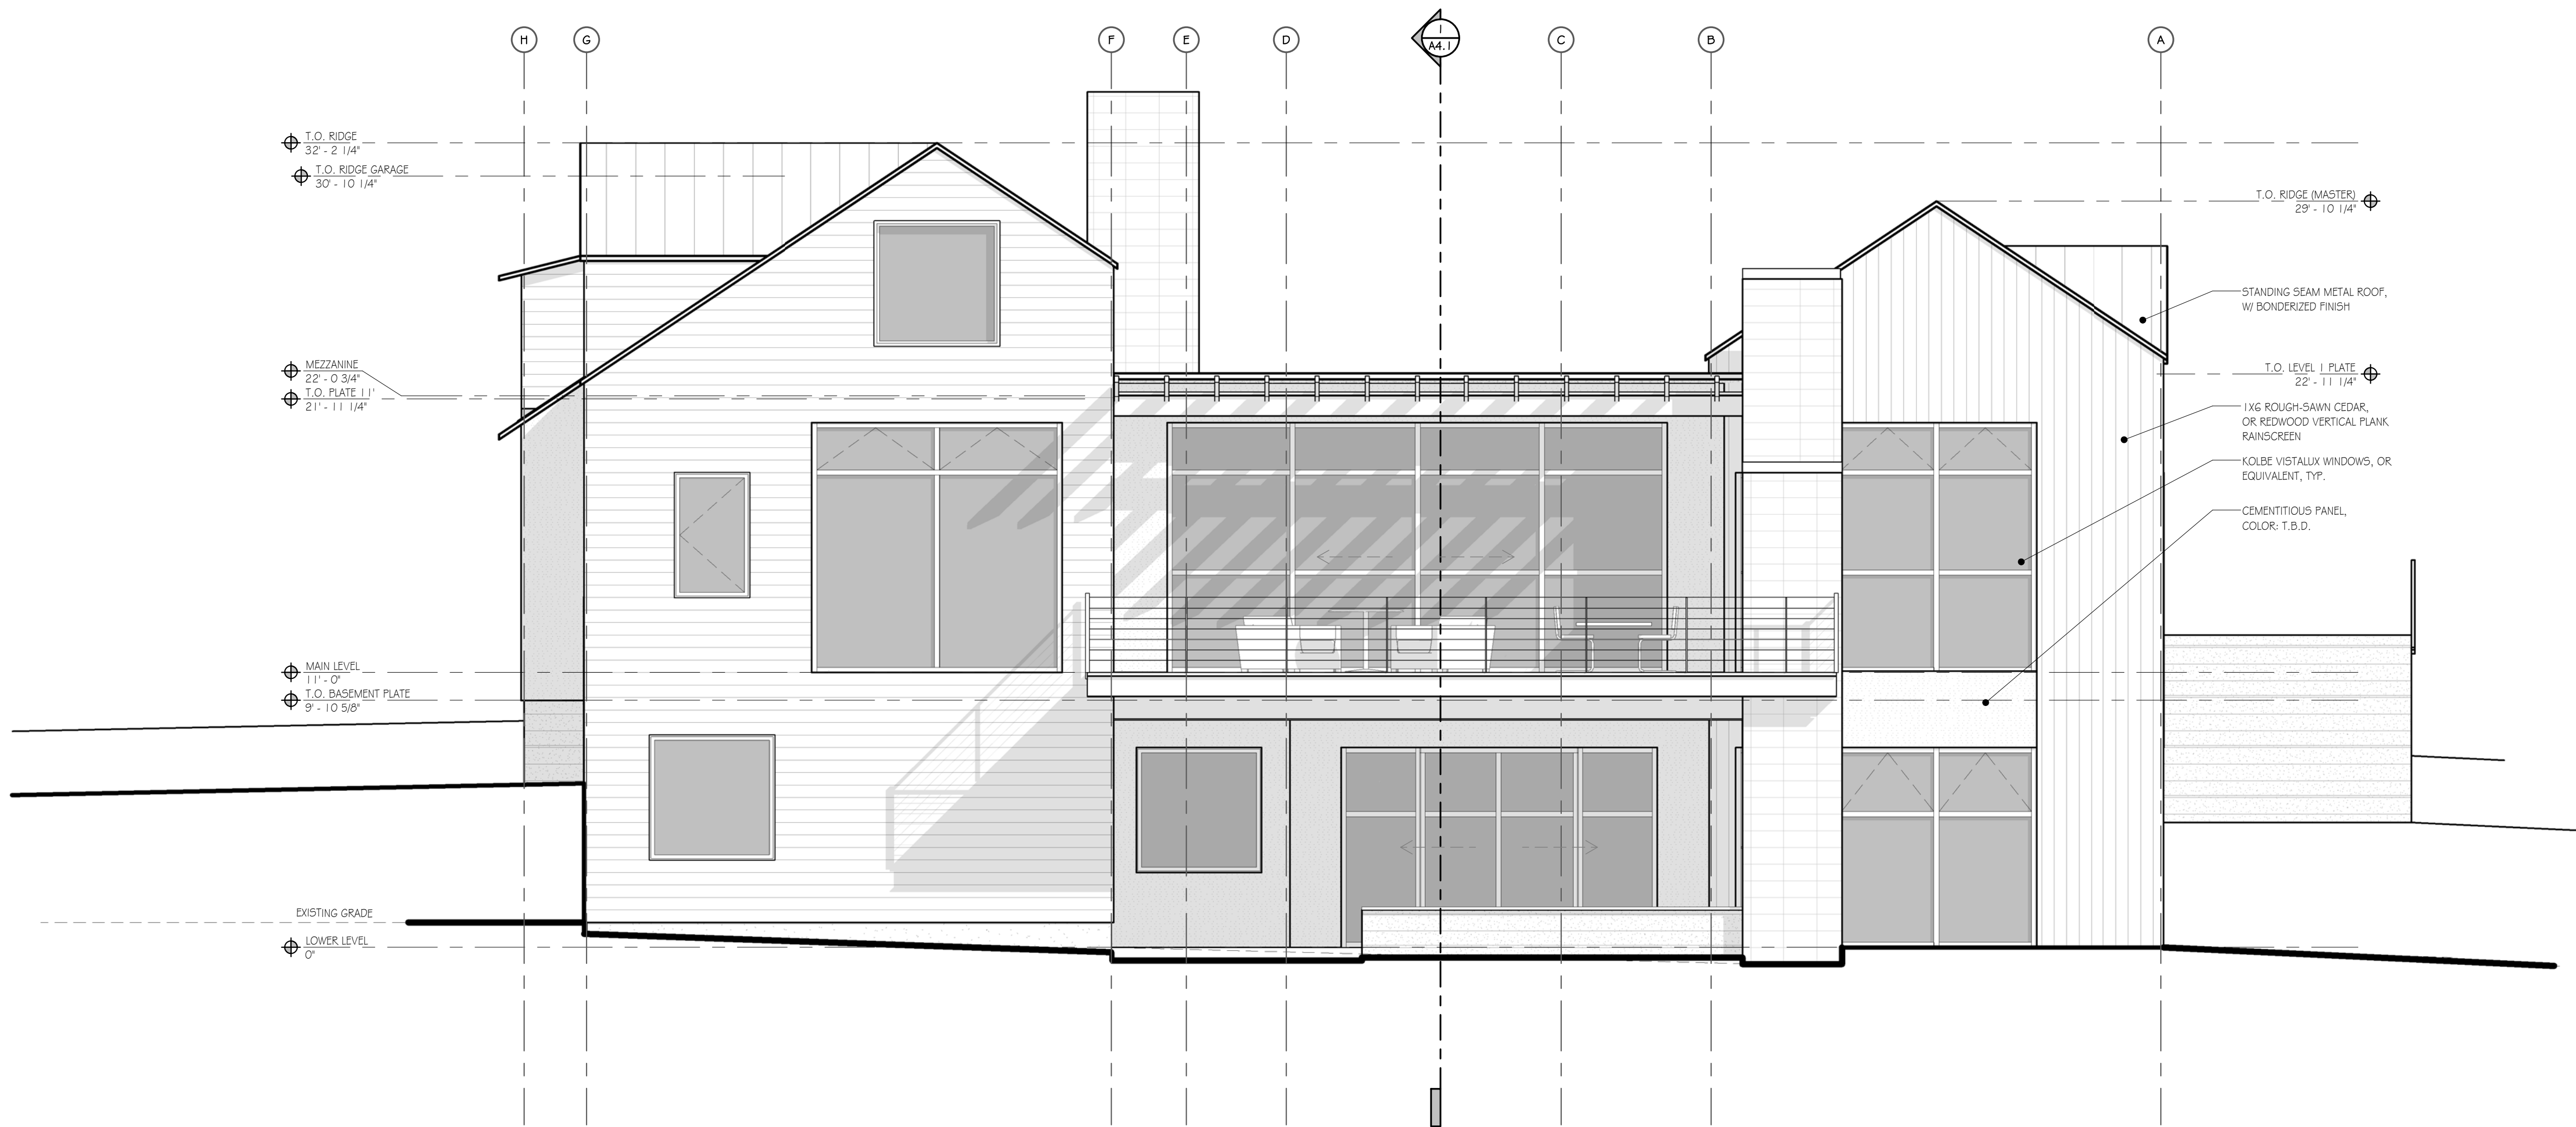 H G F E D 1 C B A
A4.1
T.O. RIDGE
32' - 2 1/4"
T.O. RIDGE GARAGE
30' - 10 1/4"
T.O. RIDGE (MASTER)
29' - 10 1/4"
STANDING SEAM METAL ROOF,
W/ BONDERIZED FINISH
MEZZANINE
22' - 0 3/4"
T.O. PLATE 11'
21' - 11 1/4"
T.O. LEVEL 1 PLATE
22' - 11 1/4"
1X6 ROUGH-SAWN CEDAR,
OR REDWOOD VERTICAL PLANK
RAINSCREEN
KOLBE VISTALUX WINDOWS, OR
EQUIVALENT, TYP.
CEMENTITIOUS PANEL,
COLOR: T.B.D.
MAIN LEVEL
11' - 0"
T.O. BASEMENT PLATE
9' - 10 5/8"
EXISTING GRADE
LOWER LEVEL
0"